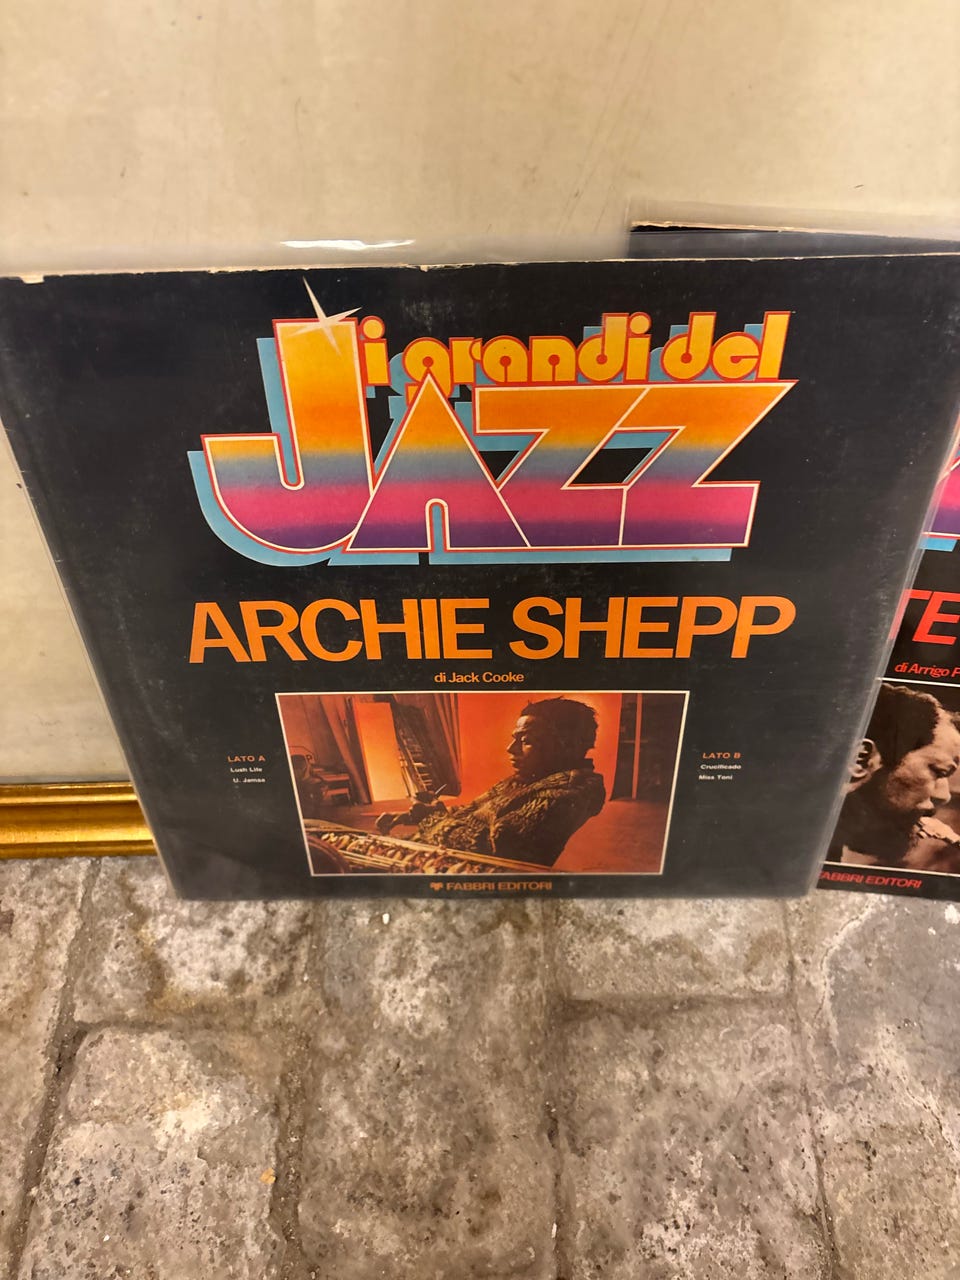 i grandi del
JAZZ
ARCHIE SHEPP
di Jack Cooke
LATO A
Lush Life
U. Jamsa
LATO B
Crucificado
Miss Toni
FABBRI EDITORI
TE
di Arrigo P
FABBRI EDITORI